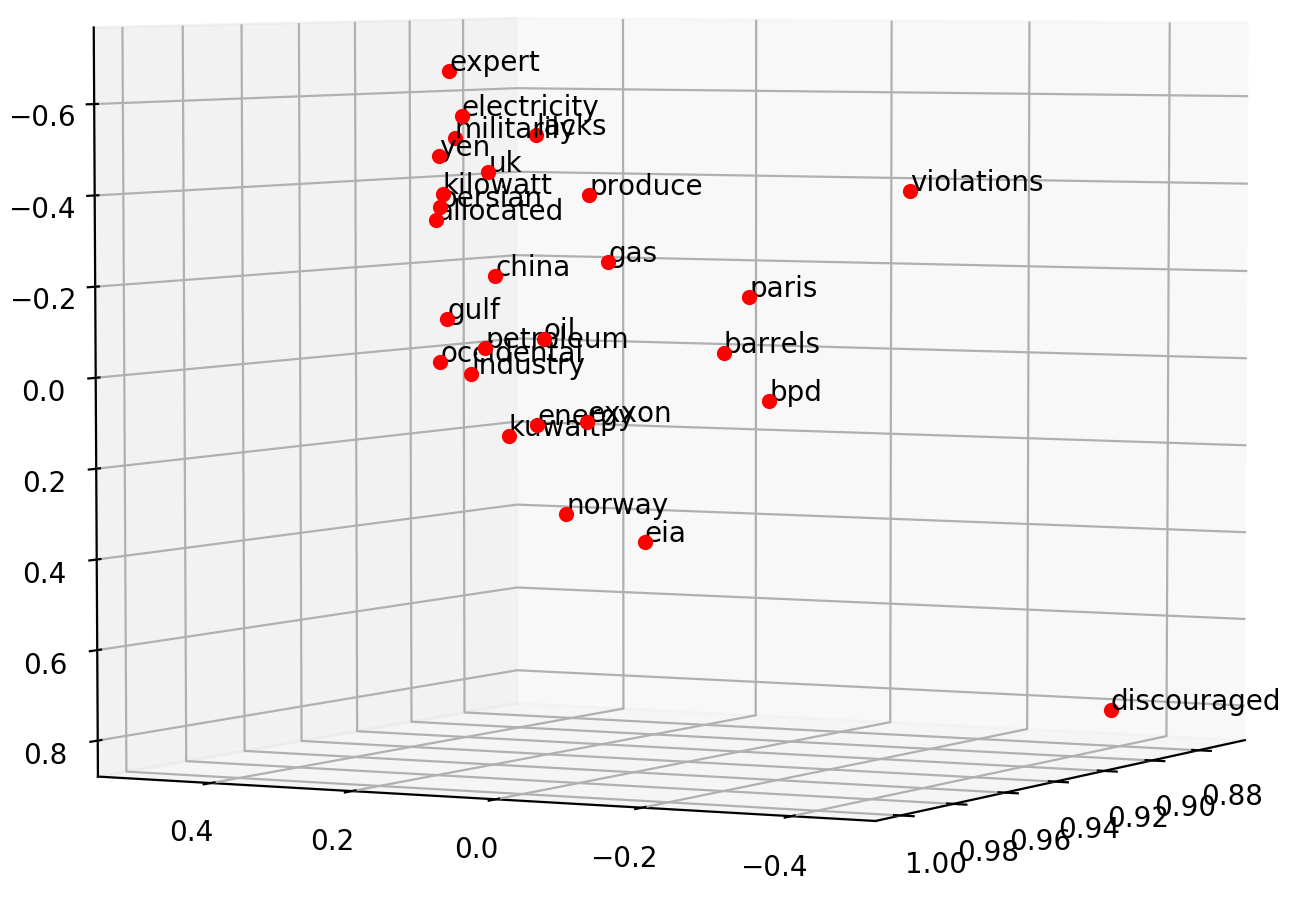 expert
−0.6
electricity
militarily
lacks
yen
uk
kilowatt
produce
violations
−0.4
persian
allocated
gas
china
−0.2
paris
gulf
oil
petroleum
barrels
occidental
industry
0.0
bpd
energy
exxon
kuwaiti
0.2
norway
eia
0.4
0.6
discouraged
0.8
0.4
0.2
0.0
−0.2
−0.4
1.00
0.98
0.96
0.94
0.92
0.90
0.88